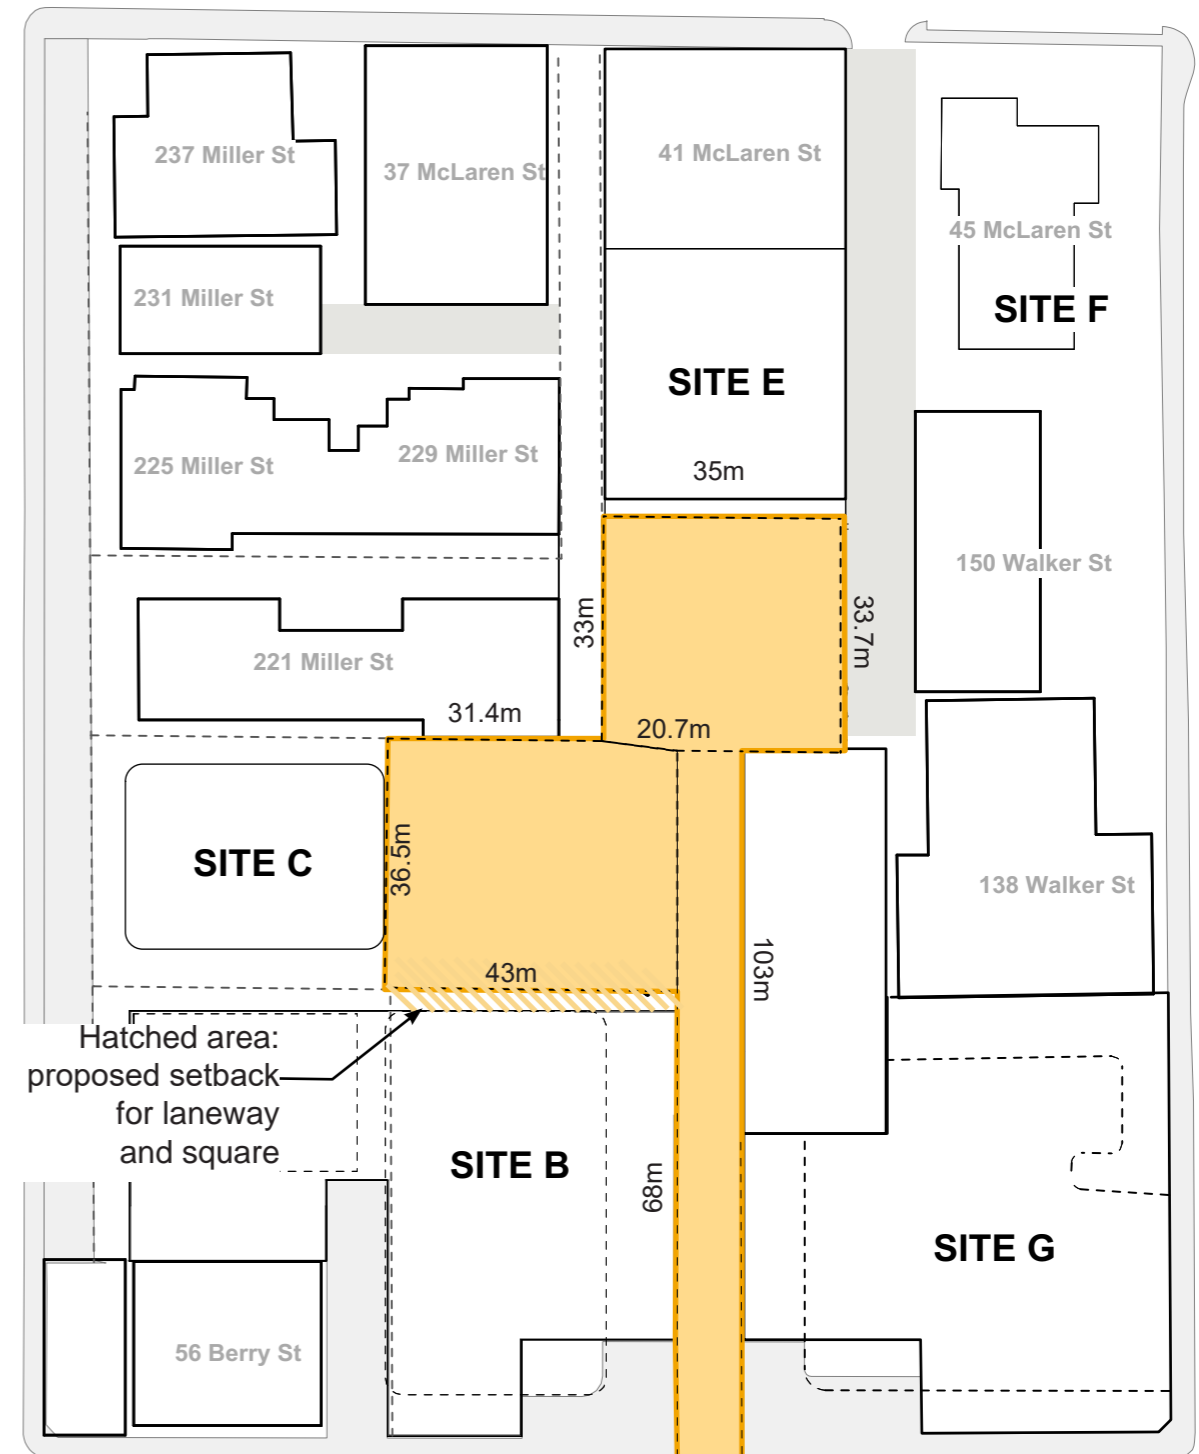 237 Miller St
37 McLaren St
41 McLaren St
45 McLaren St
231 Miller St
SITE F
SITE E
225 Miller St
229 Miller St
35m
150 Walker St
33m
33.7m
221 Miller St
31.4m
20.7m
SITE C
36.5m
138 Walker St
43m
103m
Hatched area:
proposed setback
for laneway
and square
SITE B
68m
SITE G
56 Berry St